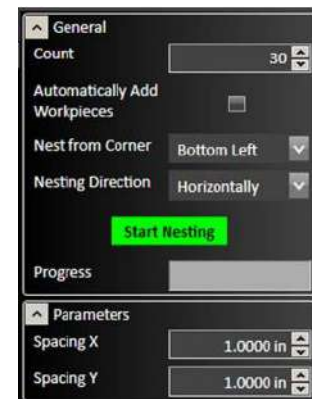 General
Count 30
Automatically Add
Workpieces
Nest from Corner Bottom Left
Nesting Direction Horizontally
Start Nesting
Progress
Parameters
Spacing X 1.0000 in
Spacing Y 1.0000 in